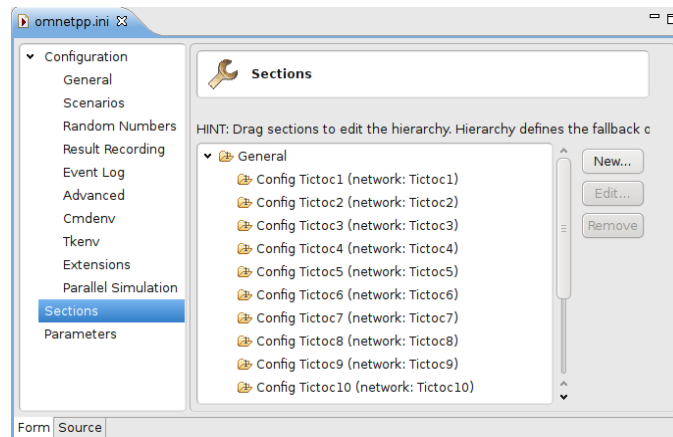 omnetpp.ini
Configuration
General
Scenarios
Random Numbers
Result Recording
Event Log
Advanced
Cmdenv
Tkenv
Extensions
Parallel Simulation
Sections
Parameters
Sections
HINT: Drag sections to edit the hierarchy. Hierarchy defines the fallback
General
Config Tictoc1 (network: Tictoc1)
Config Tictoc2 (network: Tictoc2)
Config Tictoc3 (network: Tictoc3)
Config Tictoc4 (network: Tictoc4)
Config Tictoc5 (network: Tictoc5)
Config Tictoc6 (network: Tictoc6)
Config Tictoc7 (network: Tictoc7)
Config Tictoc8 (network: Tictoc8)
Config Tictoc9 (network: Tictoc9)
Config Tictoc10 (network: Tictoc10)
New...
Edit...
Remove
Form Source